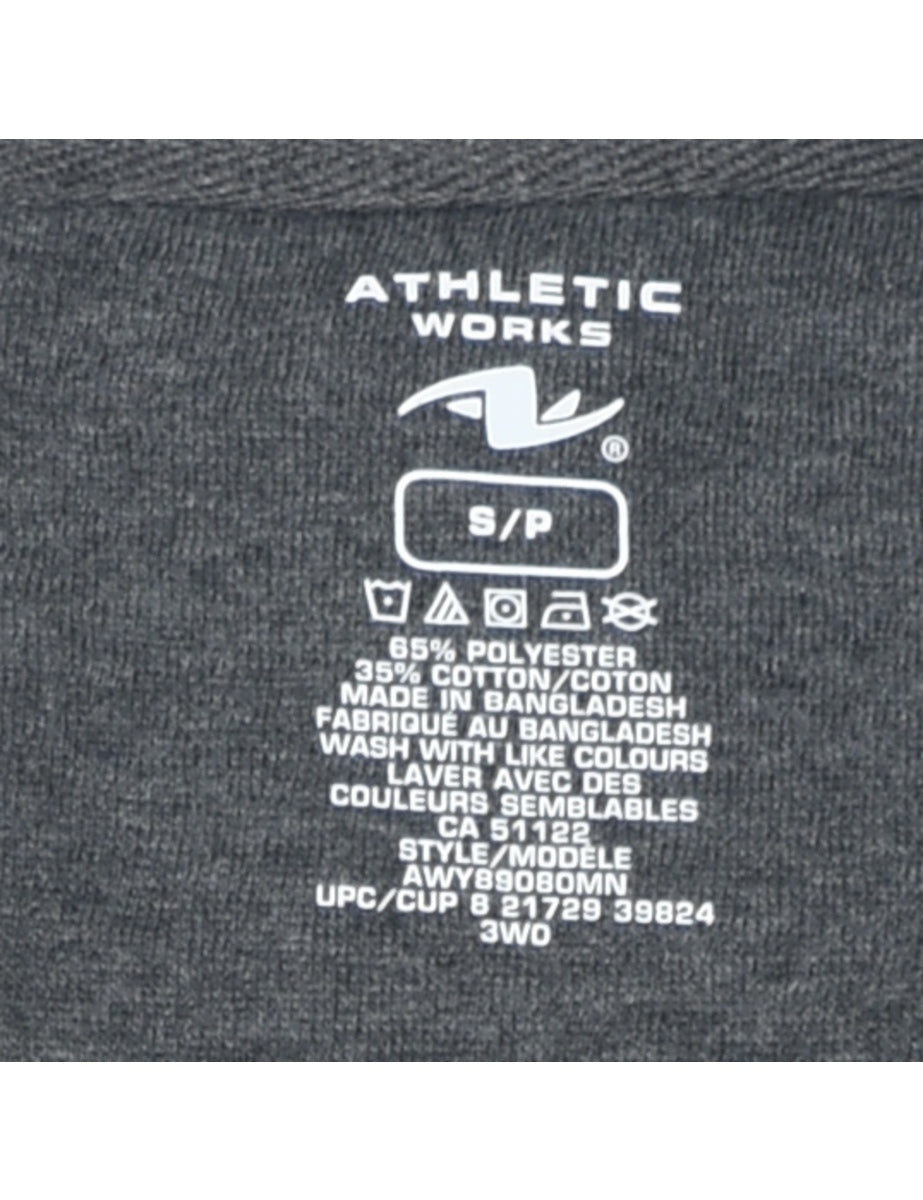 ATHLETIC
WORKS
®
S/P
65% POLYESTER
35% COTTON/COTON
MADE IN BANGLADESH
FABRIQUÉ AU BANGLADESH
WASH WITH LIKE COLOURS
LAVER AVEC DES
COULEURS SEMBLABLES
CA 51122
STYLE/MODÈLE
AWY89080MN
UPC/CUP 8 21729 39824
3W0